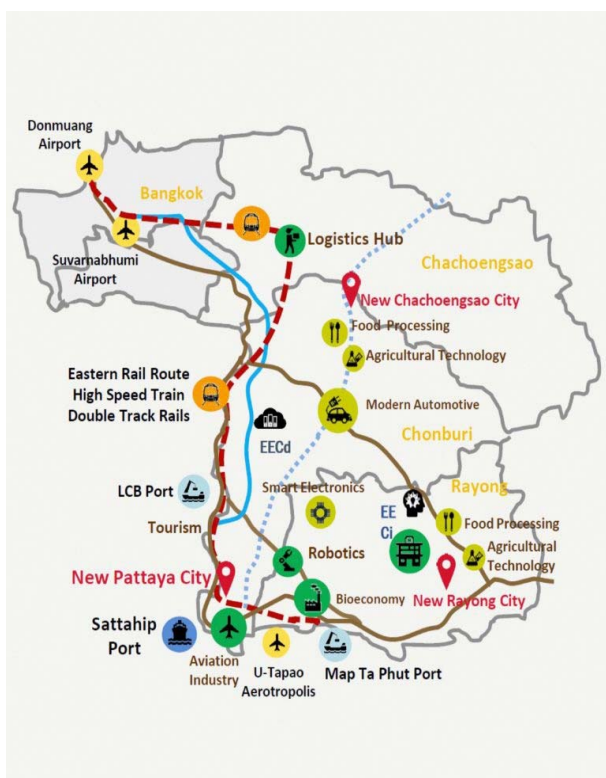 Donmuang
Airport
Bangkok
Suvarnabhumi
Airport
Logistics Hub
Chachoengsao
New Chachoengsao City
Food Processing
Agricultural Technology
Eastern Rail Route
High Speed Train
Double Track Rails
Modern Automotive
EECd
Chonburi
LCB Port
Smart Electronics
Rayong
EE
Ci
Tourism
Food Processing
Agricultural
Technology
Robotics
New Pattaya City
Bioeconomy
New Rayong City
Sattahip
Port
Aviation
Industry
U-Tapao
Aerotropolis
Map Ta Phut Port